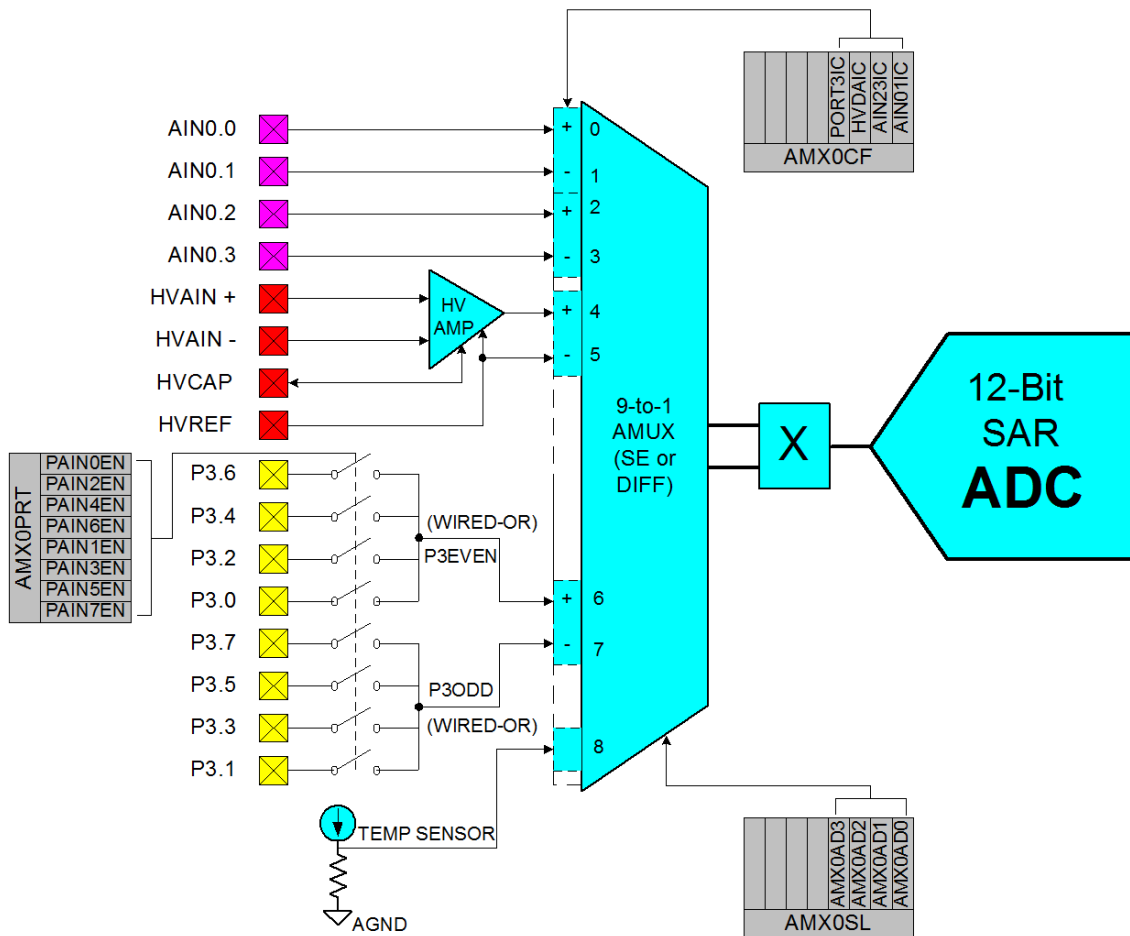 PORT3IC
HVDAIC
AIN23IC
AIN01IC
AMX0CF
AIN0.0
AIN0.1
AIN0.2
AIN0.3
HVAIN +
HVAIN -
HVCAP
HVREF
P3.6
P3.4
P3.2
P3.0
P3.7
P3.5
P3.3
P3.1
AMX0PRT
PAIN0EN
PAIN2EN
PAIN4EN
PAIN6EN
PAIN1EN
PAIN3EN
PAIN5EN
PAIN7EN
HV
AMP
(WIRED-OR)
P3EVEN
P3ODD
(WIRED-OR)
TEMP SENSOR
AGND
+ 0
- 1
+ 2
- 3
+ 4
- 5
+ 6
- 7
8
9-to-1
AMUX
(SE or
DIFF)
X
12-Bit
SAR
ADC
AMX0AD3
AMX0AD2
AMX0AD1
AMX0AD0
AMX0SL